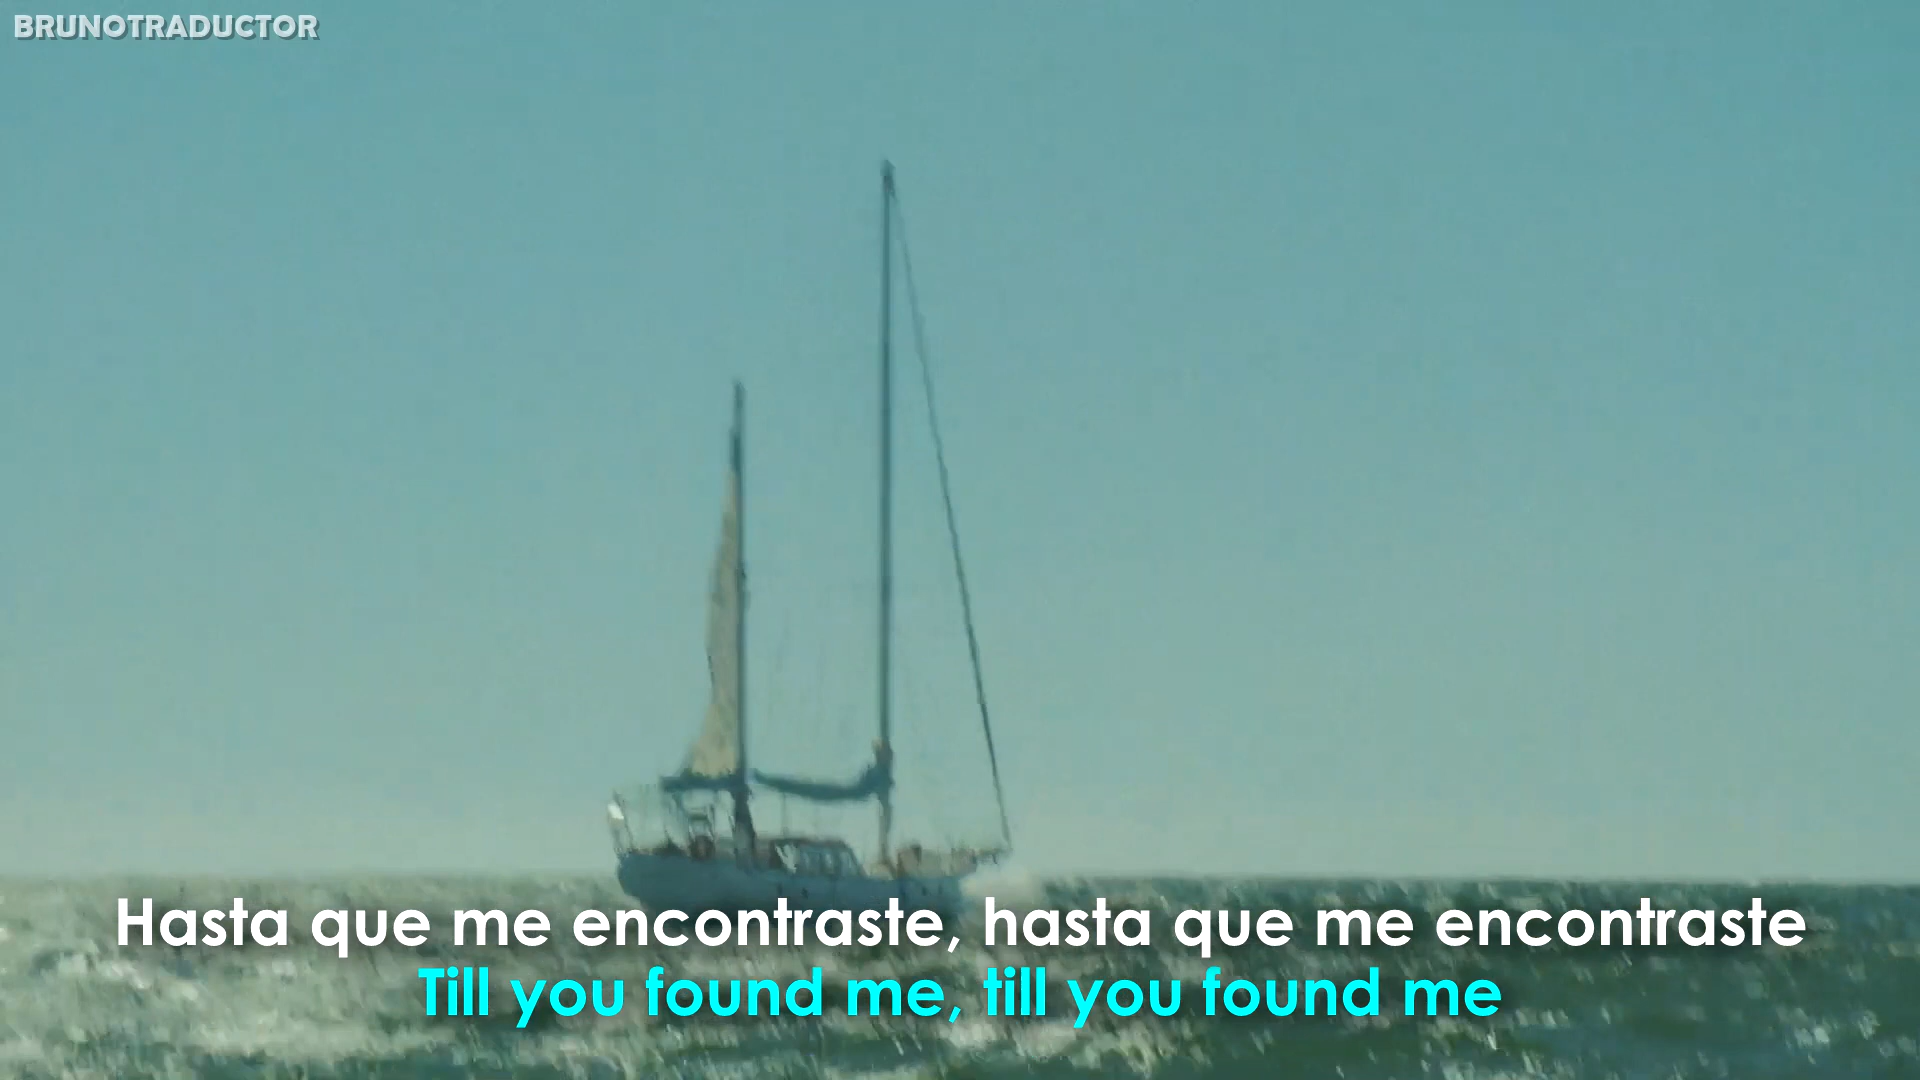 BRUNOTRADUCTOR
Hasta que me encontraste, hasta que me encontraste
Till you found me, till you found me